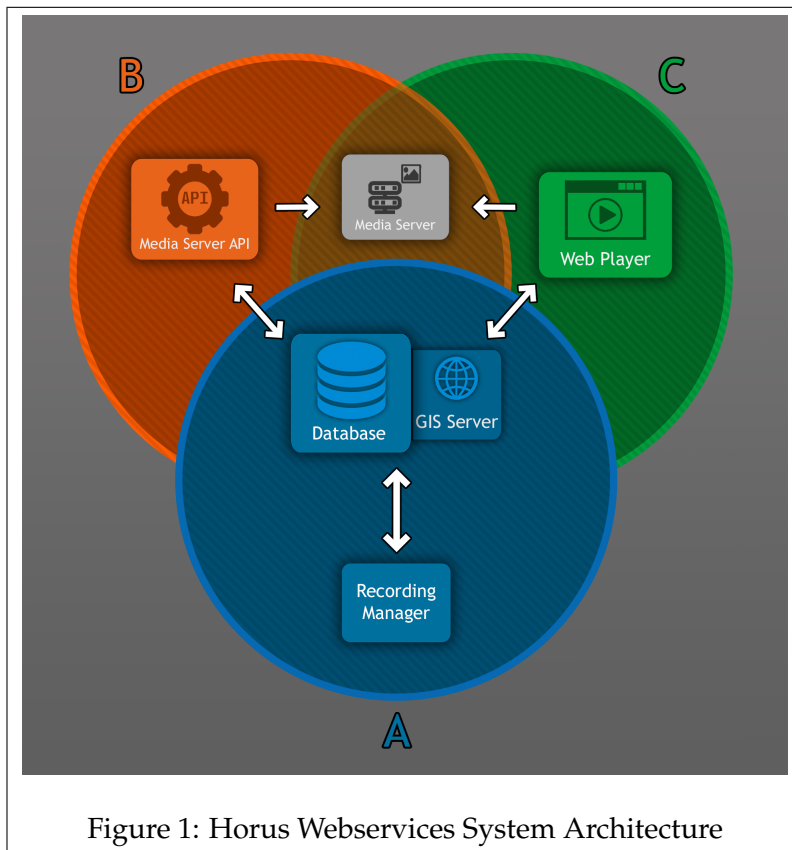 B
C
API
Media Server API
Media Server
Web Player
Database
GIS Server
Recording
Manager
A
Figure 1: Horus Webservices System Architecture